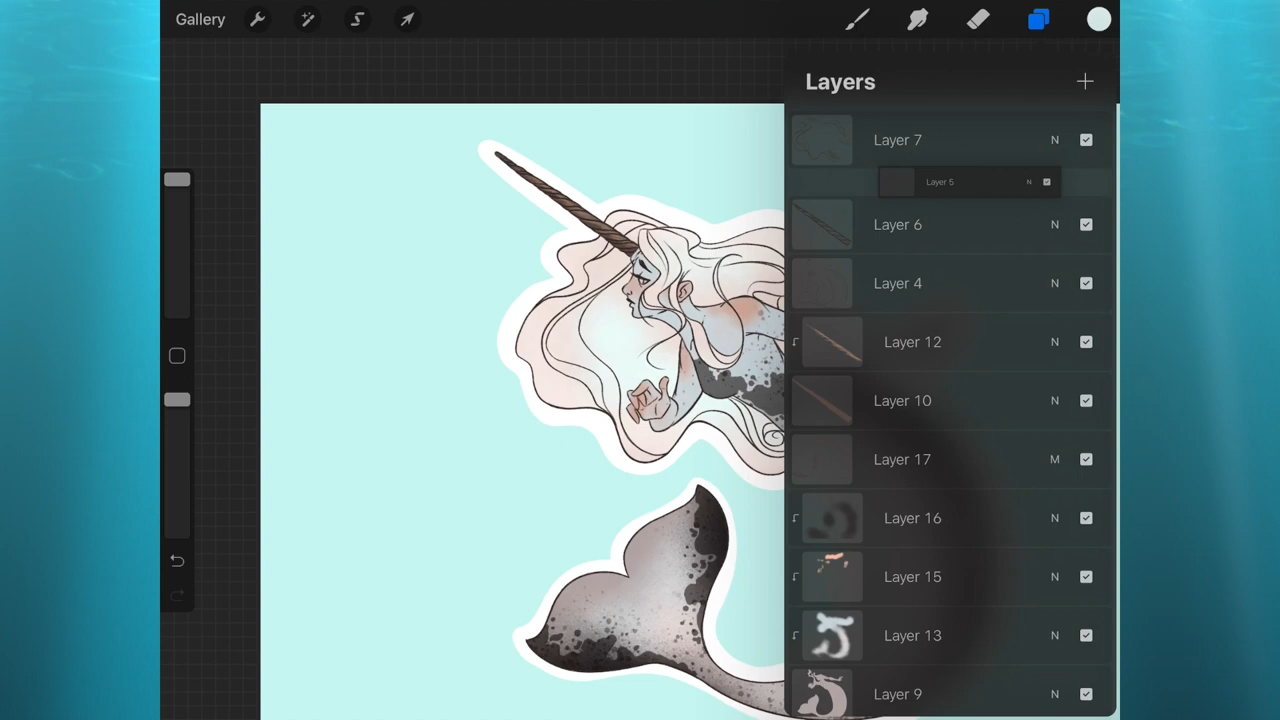 Gallery
Layers
Layer 7 N
Layer 5 N
Layer 6 N
Layer 4 N
Layer 12 N
Layer 10 N
Layer 17 M
Layer 16 N
Layer 15 N
Layer 13 N
Layer 9 N